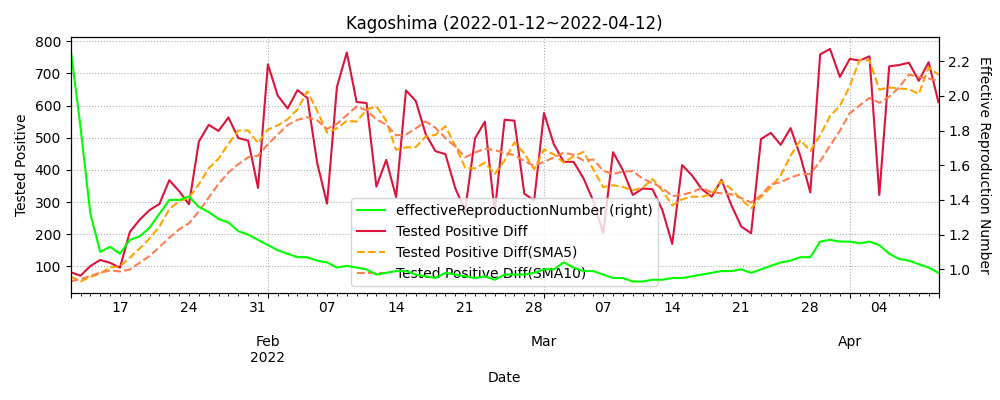 Kagoshima (2022-01-12~2022-04-12)
800
700
600
500
400
300
200
100
Tested Positive
2.2
2.0
1.8
1.6
1.4
1.2
1.0
Effective Reproduction Number
effectiveReproductionNumber (right)
Tested Positive Diff
Tested Positive Diff(SMA5)
Tested Positive Diff(SMA10)
17 24 31 07 14 21 28 07 14 21 28 04
Feb Mar Apr
2022
Date